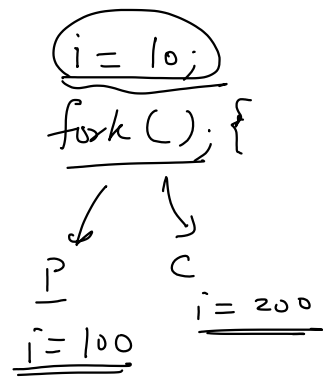 i = 10;
fork(); {
P C
i = 200
i = 100